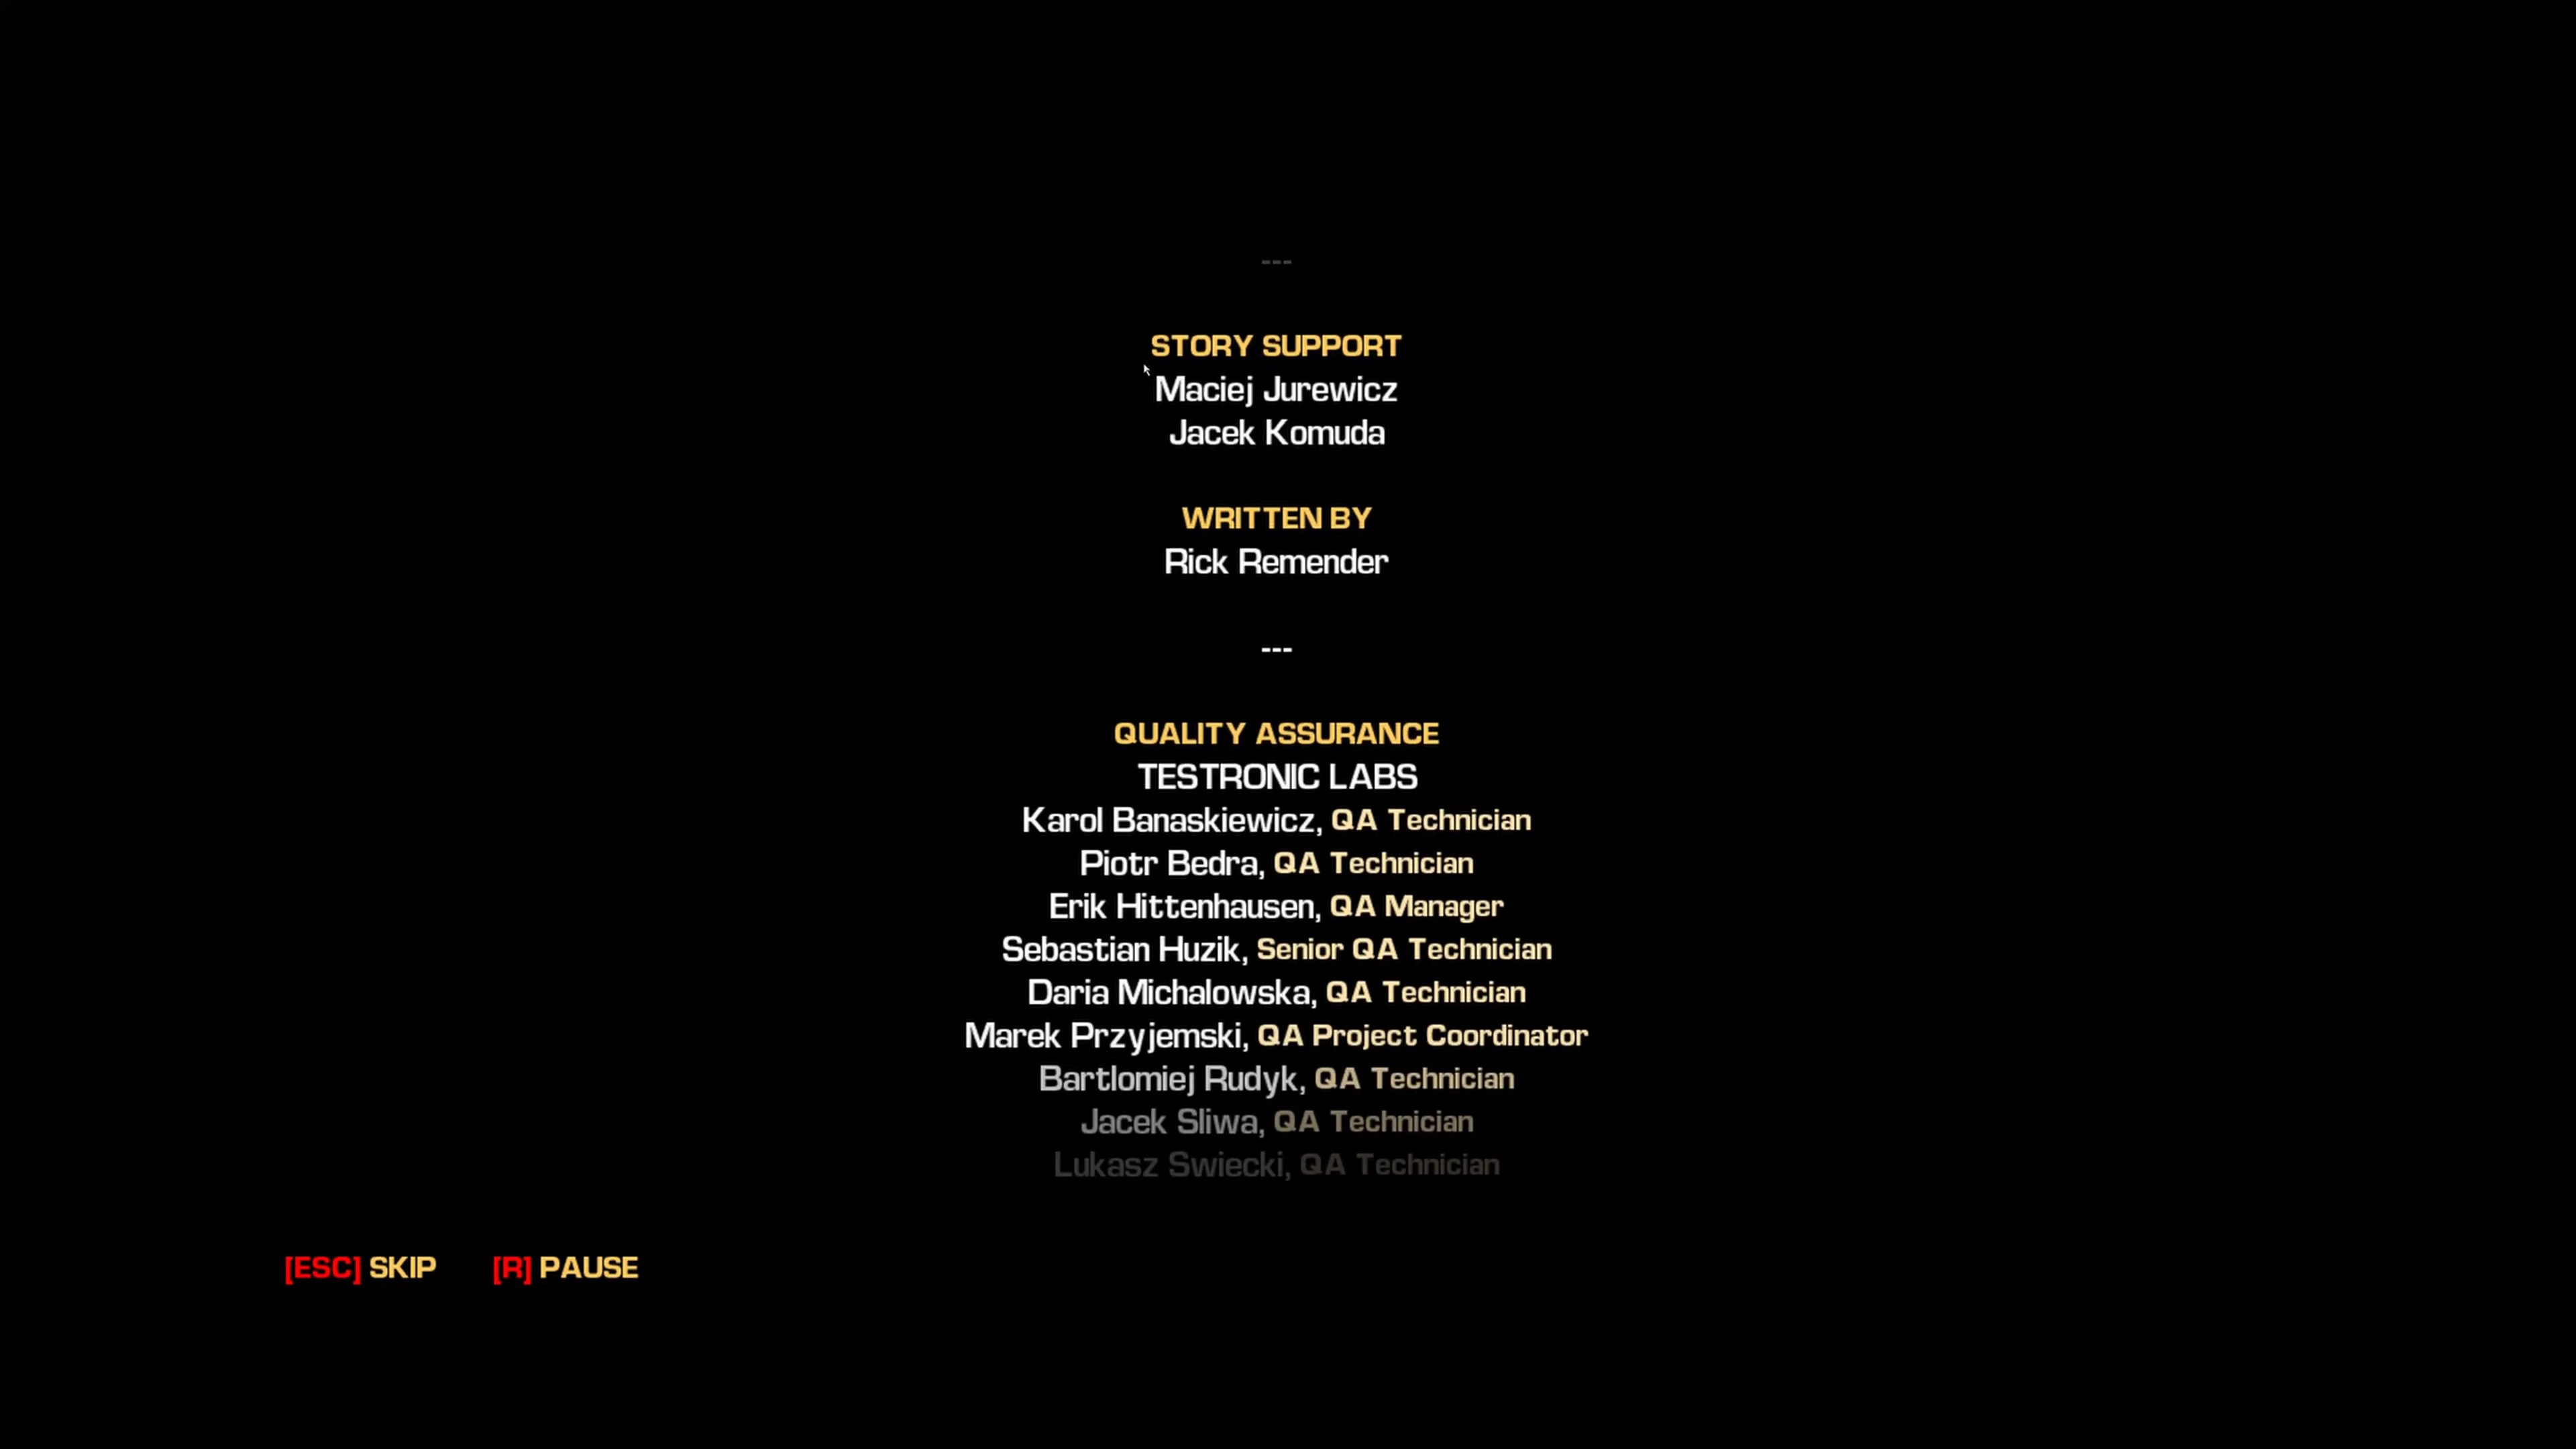 ---
STORY SUPPORT
Maciej Jurewicz
Jacek Komuda
WRITTEN BY
Rick Remender
---
QUALITY ASSURANCE
TESTRONIC LABS
Karol Banaskiewicz, QA Technician
Piotr Bedra, QA Technician
Erik Hittenhausen, QA Manager
Sebastian Huzik, Senior QA Technician
Daria Michalowska, QA Technician
Marek Przyjemski, QA Project Coordinator
Bartlomiej Rudyk, QA Technician
Jacek Sliwa, QA Technician
Lukasz Swiecki, QA Technician
[ESC] SKIP [R] PAUSE